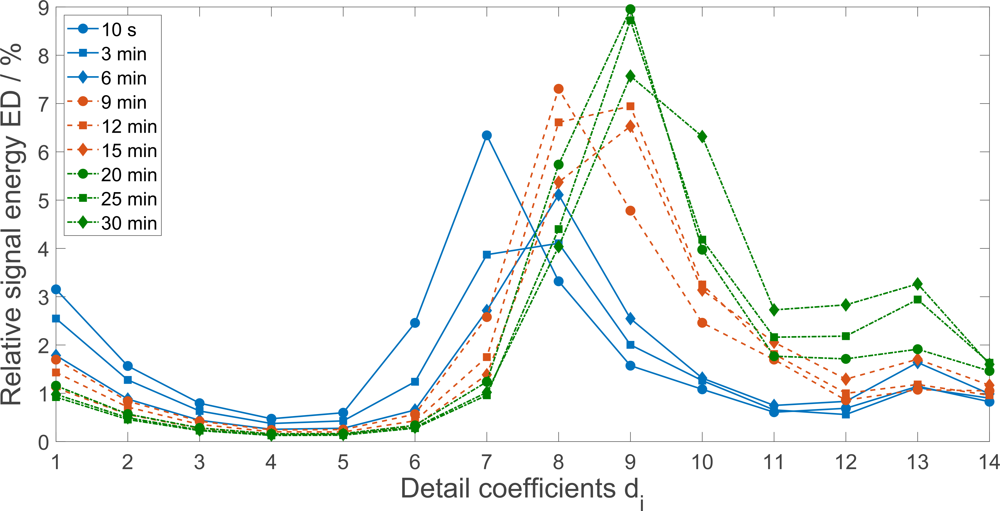 Relative signal energy ED / %
9
8
7
6
5
4
3
2
1
0
10 s
3 min
6 min
9 min
12 min
15 min
20 min
25 min
30 min
1 2 3 4 5 6 7 8 9 10 11 12 13 14
Detail coefficients d_i